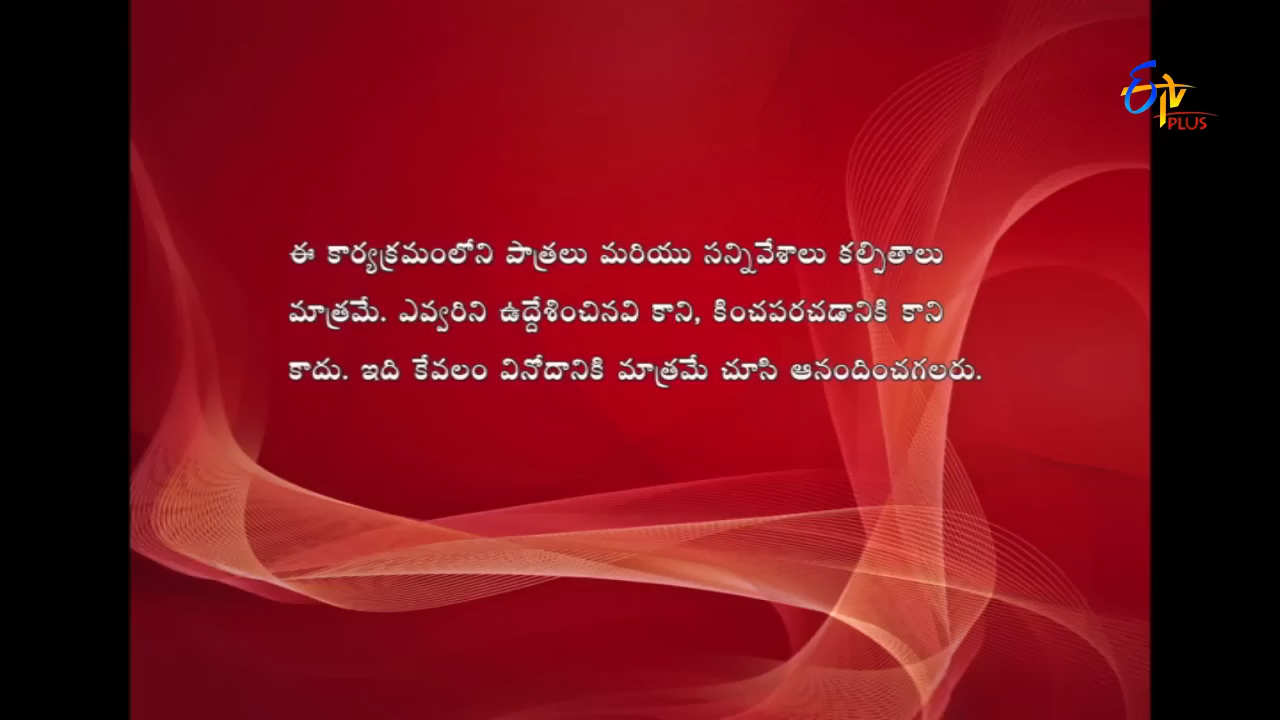 ETV
PLUS
ఈ కార్యక్రమంలోని పాత్రలు మరియు సన్నివేశాలు కల్పితాలు
మాత్రమే. ఎవ్వరిని ఉద్దేశించినవి కాని, కించపరచడానికి కాని
కాదు. ఇది కేవలం వినోదానికి మాత్రమే చూసి ఆనందించగలరు.